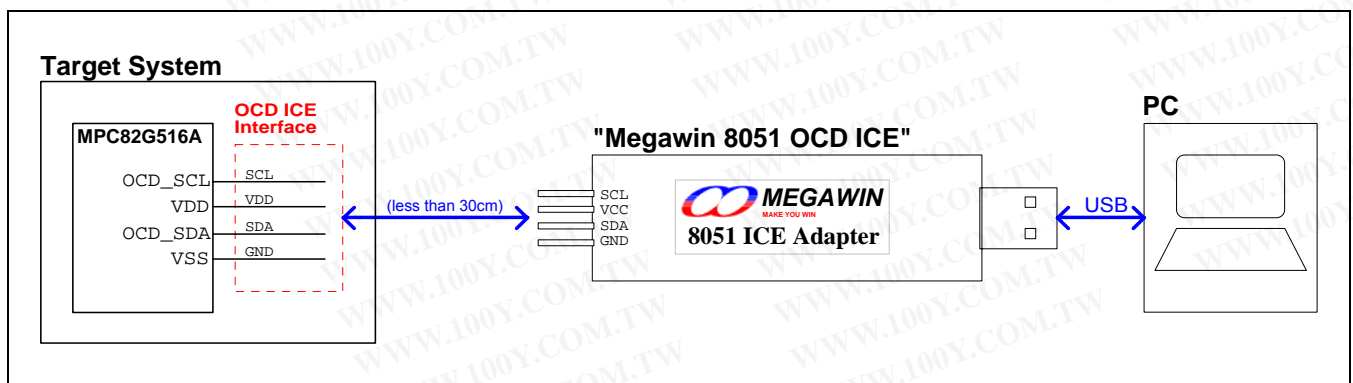 Target System
OCD ICE
Interface
MPC82G516A
OCD_SCL
SCL
VDD
VDD
OCD_SDA
SDA
VSS
GND
(less than 30cm)
"Megawin 8051 OCD ICE"
SCL
VCC
SDA
GND
MEGAWIN
MAKE YOU WIN
8051 ICE Adapter
USB
PC
WWW.100Y.COM.TW